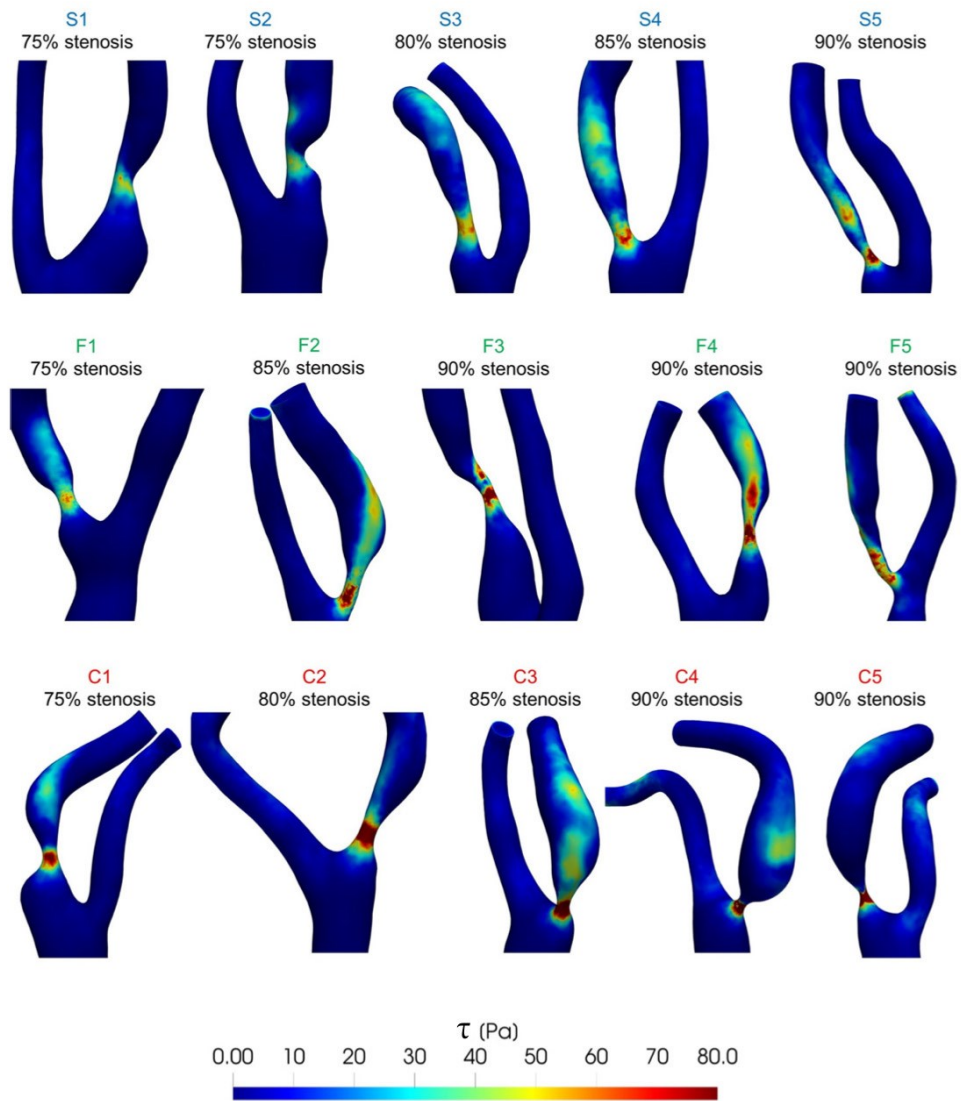 S1 S2 S3 S4 S5
75% stenosis 75% stenosis 80% stenosis 85% stenosis 90% stenosis
F1 F2 F3 F4 F5
75% stenosis 85% stenosis 90% stenosis 90% stenosis 90% stenosis
C1 C2 C3 C4 C5
75% stenosis 80% stenosis 85% stenosis 90% stenosis 90% stenosis
τ (Pa)
0.00 10 20 30 40 50 60 70 80.0